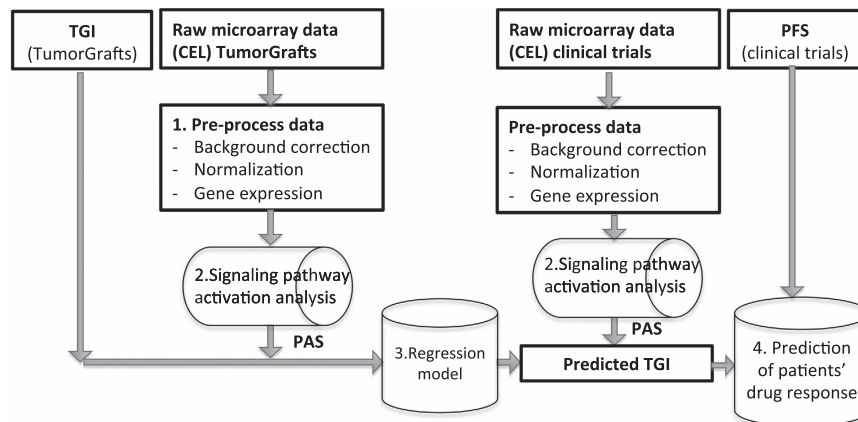 TGI
(TumorGrafts)
Raw microarray data
(CEL) TumorGrafts
Raw microarray data
(CEL) clinical trials
PFS
(clinical trials)
1. Pre-process data
- Background correction
- Normalization
- Gene expression
Pre-process data
- Background correction
- Normalization
- Gene expression
2.Signaling pathway
activation analysis
2.Signaling pathway
activation analysis
PAS
PAS
3.Regression
model
Predicted TGI
4. Prediction
of patients'
drug response